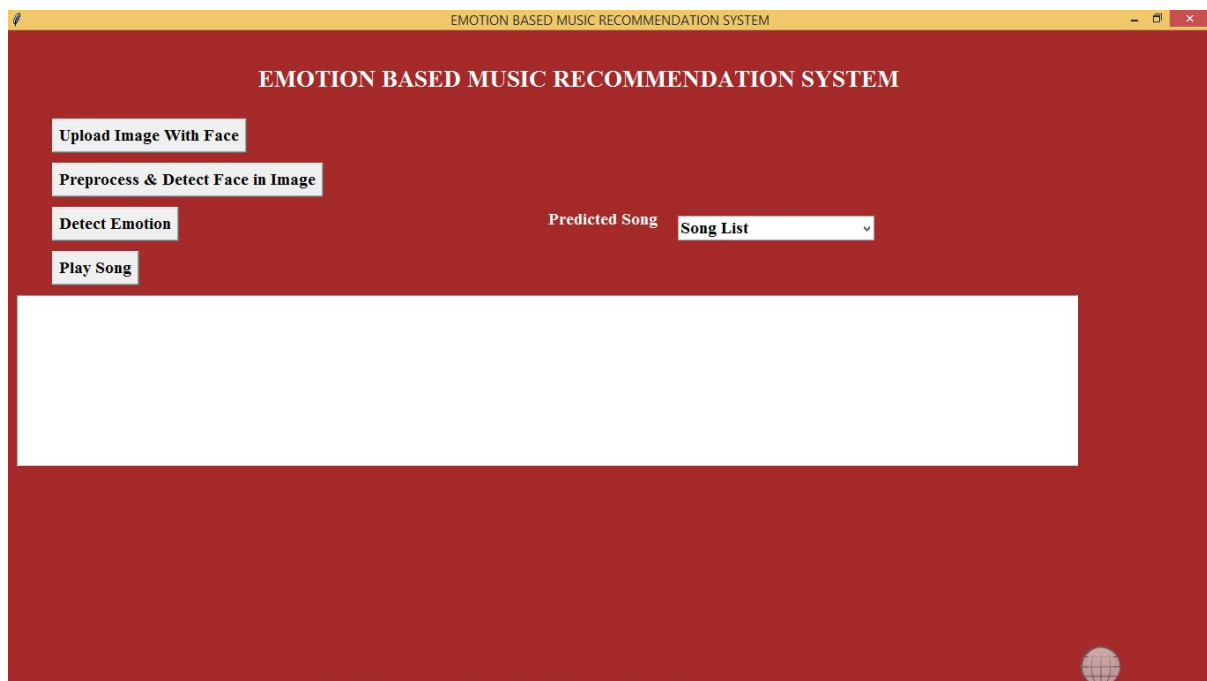 EMOTION BASED MUSIC RECOMMENDATION SYSTEM
EMOTION BASED MUSIC RECOMMENDATION SYSTEM
Upload Image With Face
Preprocess & Detect Face in Image
Detect Emotion
Predicted Song
Song List
Play Song